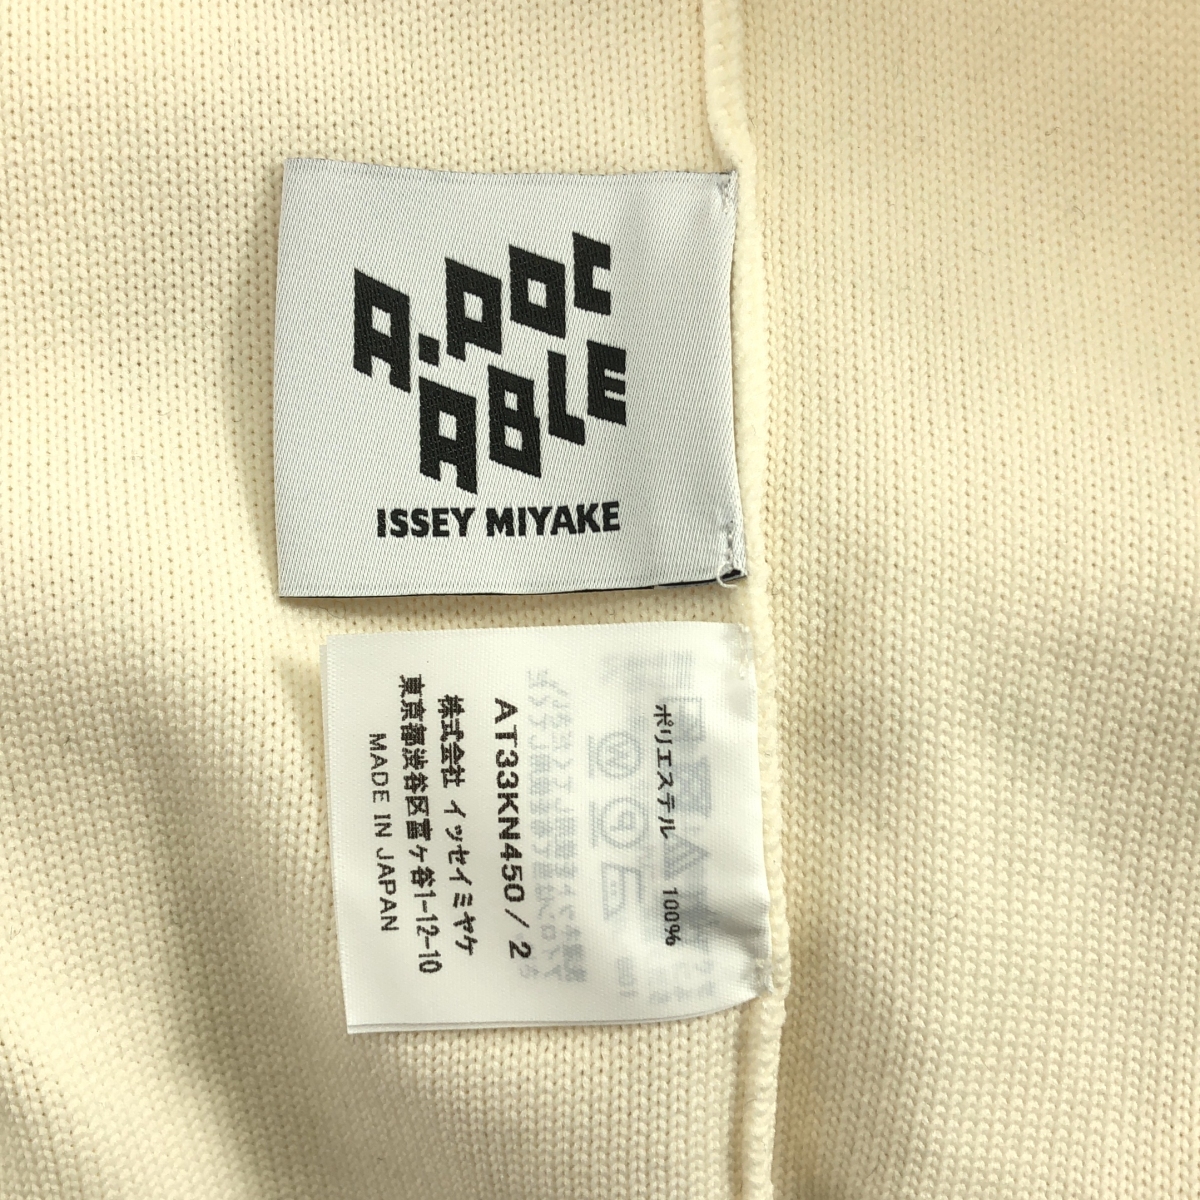 A.POC
ABLE
ISSEY MIYAKE
ポリエステル 100%
AT33KN450/2
株式会社 イッセイミヤケ
東京都渋谷区富ヶ谷1-12-10
MADE IN JAPAN